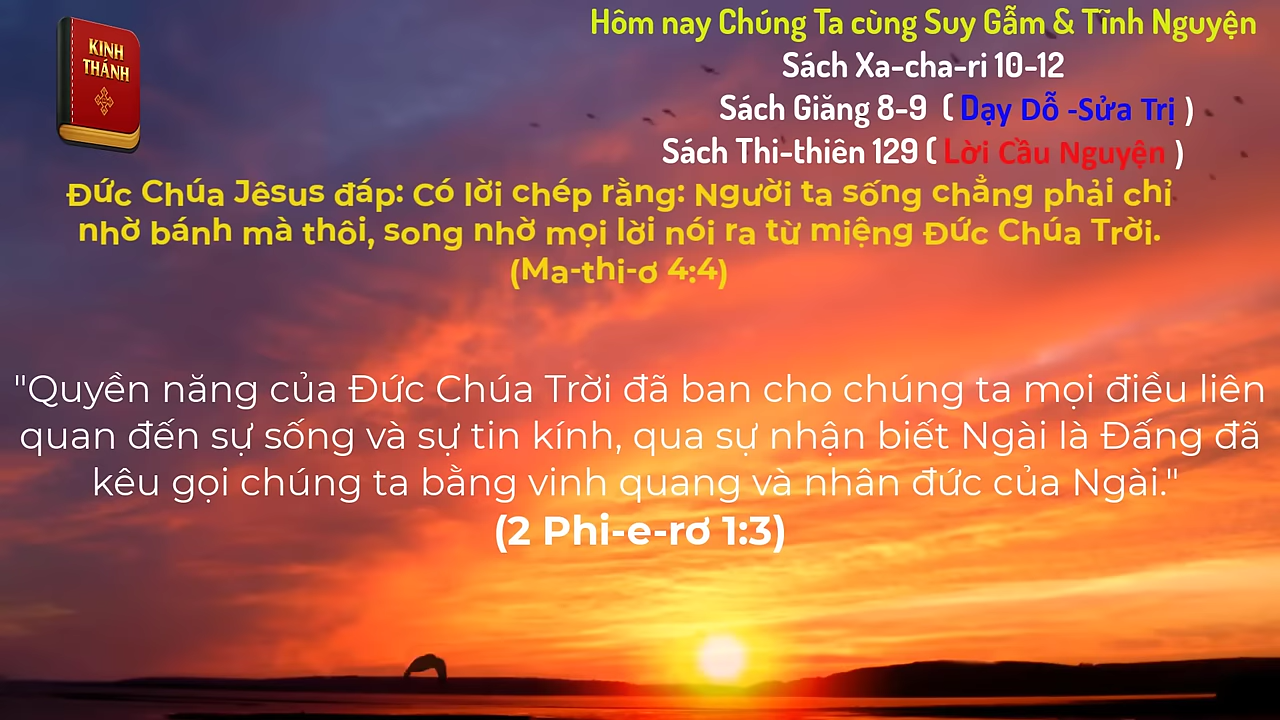 KINH
THÁNH
Hôm nay Chúng Ta cùng Suy Gẫm & Tĩnh Nguyện
Sách Xa-cha-ri 10-12
Sách Giăng 8-9 ( Dạy Dỗ -Sửa Trị )
Sách Thi-thiên 129 ( Lời Cầu Nguyện )
Đức Chúa Jêsus đáp: Có lời chép rằng: Người ta sống chẳng phải chỉ
nhờ bánh mà thôi, song nhờ mọi lời nói ra từ miệng Đức Chúa Trời.
(Ma-thi-ơ 4:4)
"Quyền năng của Đức Chúa Trời đã ban cho chúng ta mọi điều liên
quan đến sự sống và sự tin kính, qua sự nhận biết Ngài là Đấng đã
kêu gọi chúng ta bằng vinh quang và nhân đức của Ngài."
(2 Phi-e-rơ 1:3)